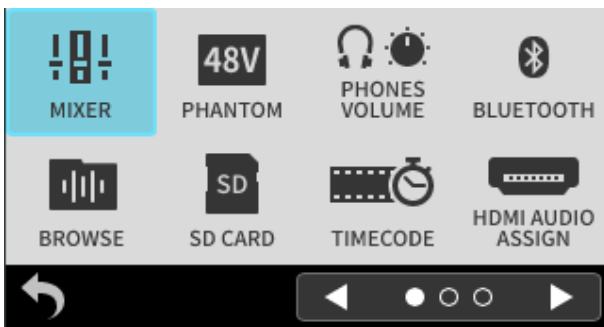 MIXER
48V
PHANTOM
PHONES
VOLUME
BLUETOOTH
BROWSE
SD
SD CARD
TIMECODE
HDMI AUDIO
ASSIGN